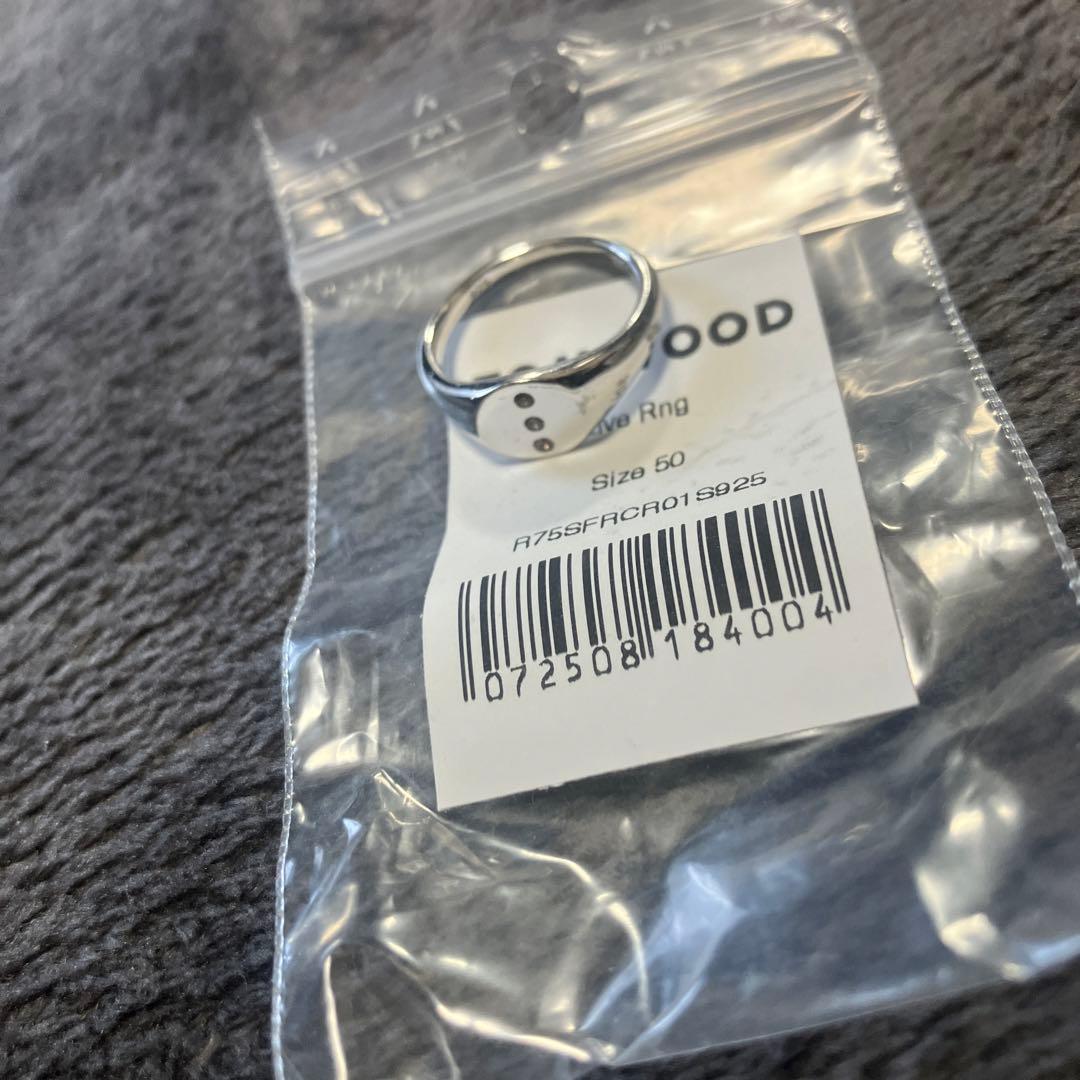 OOD
Rng
Size 50
R75SFRCR01S925
072508 184004